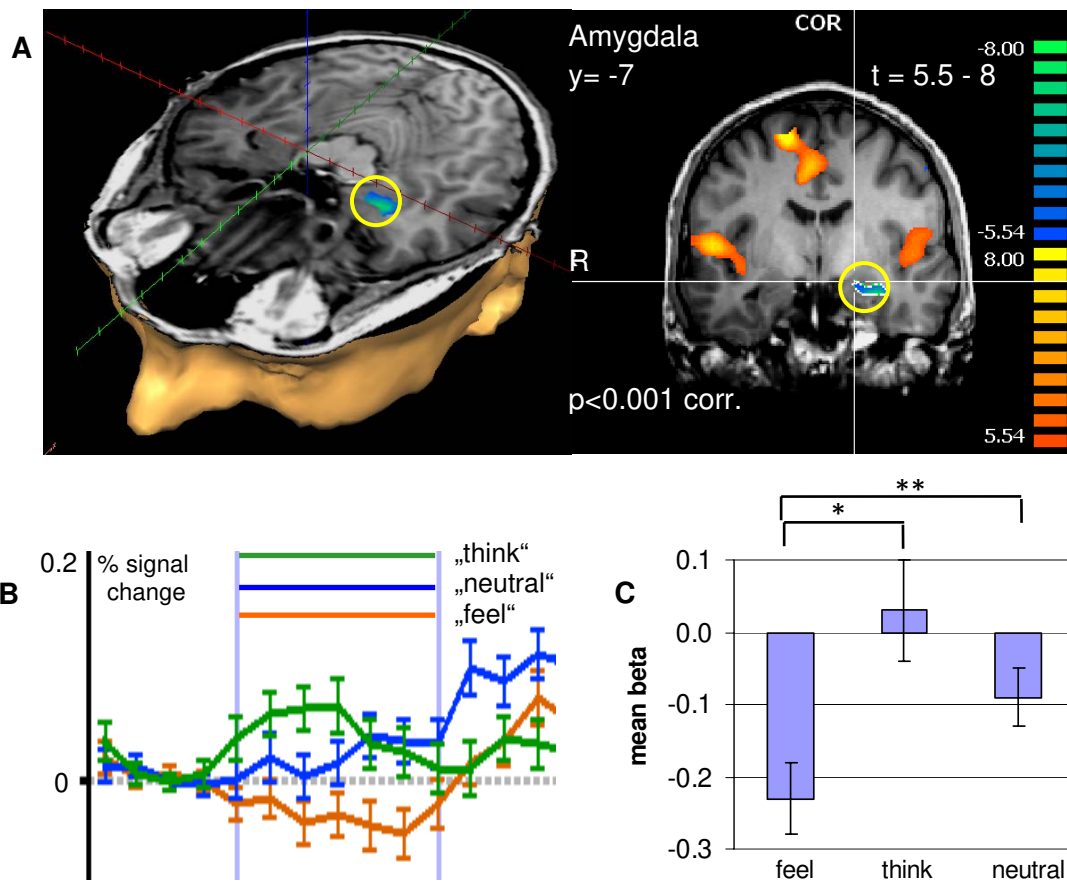 A
Amygdala
y= -7
COR
t = 5.5 - 8
R
p<0.001 corr.
-8.00
-5.54
8.00
5.54
B
0.2
% signal
change
0
„think“
„neutral“
„feel“
C
**
*
mean beta
0.1
0.0
-0.1
-0.2
-0.3
feel
think
neutral